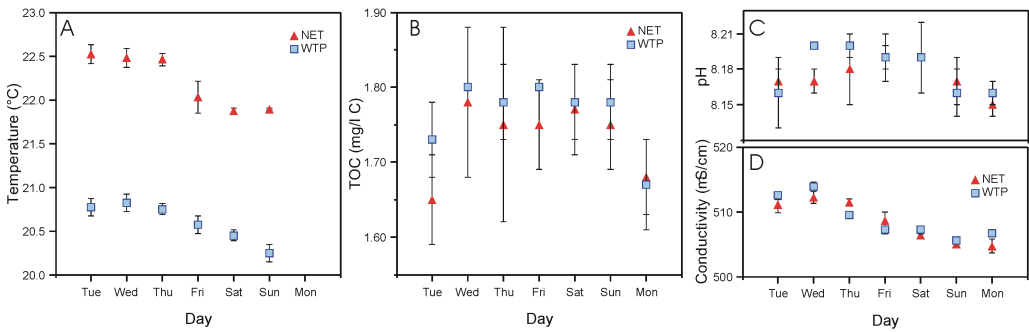 A
NET
WTP
Temperature (°C)
23.0
22.5
22.0
21.5
21.0
20.5
20.0
Tue Wed Thu Fri Sat Sun Mon
Day
B
NET
WTP
TOC (mg/l C)
1.90
1.80
1.70
1.60
Tue Wed Thu Fri Sat Sun Mon
Day
C
NET
WTP
pH
8.21
8.18
8.15
D
NET
WTP
Conductivity (mS/cm)
520
510
500
Tue Wed Thu Fri Sat Sun Mon
Day